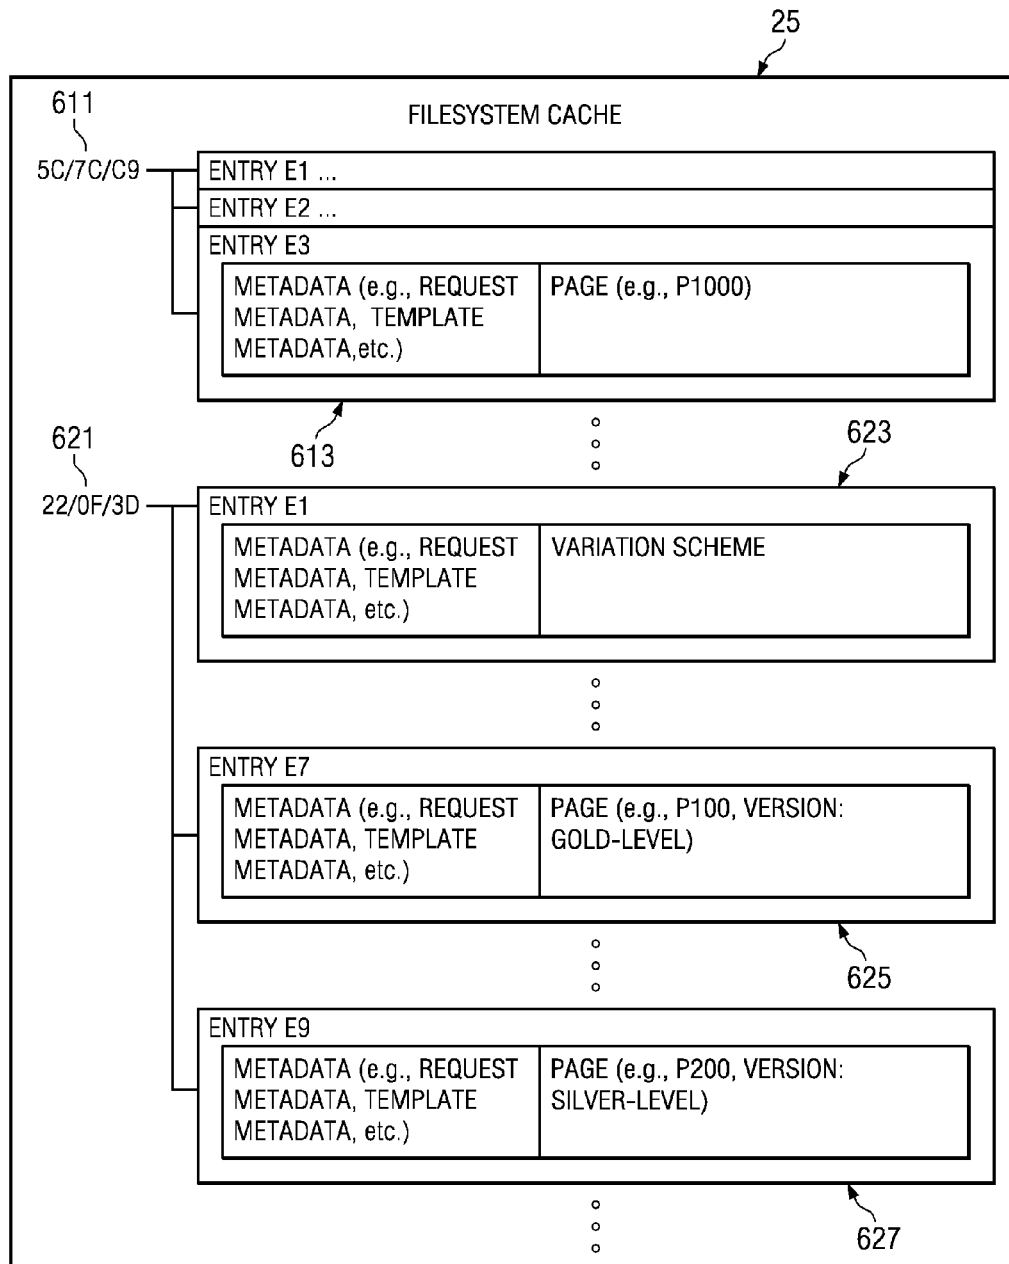 25
FILESYSTEM CACHE
611
5C/7C/C9
ENTRY E1 ...
ENTRY E2 ...
ENTRY E3
METADATA (e.g., REQUEST
METADATA, TEMPLATE
METADATA,etc.)
PAGE (e.g., P1000)
613
621
22/0F/3D
623
ENTRY E1
METADATA (e.g., REQUEST
METADATA, TEMPLATE
METADATA, etc.)
VARIATION SCHEME
ENTRY E7
METADATA (e.g., REQUEST
METADATA, TEMPLATE
METADATA, etc.)
PAGE (e.g., P100, VERSION:
GOLD-LEVEL)
625
ENTRY E9
METADATA (e.g., REQUEST
METADATA, TEMPLATE
METADATA, etc.)
PAGE (e.g., P200, VERSION:
SILVER-LEVEL)
627